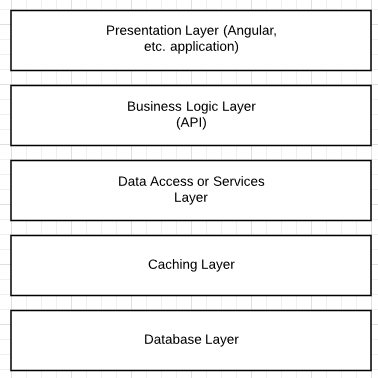 Presentation Layer (Angular,
etc. application)
Business Logic Layer
(API)
Data Access or Services
Layer
Caching Layer
Database Layer